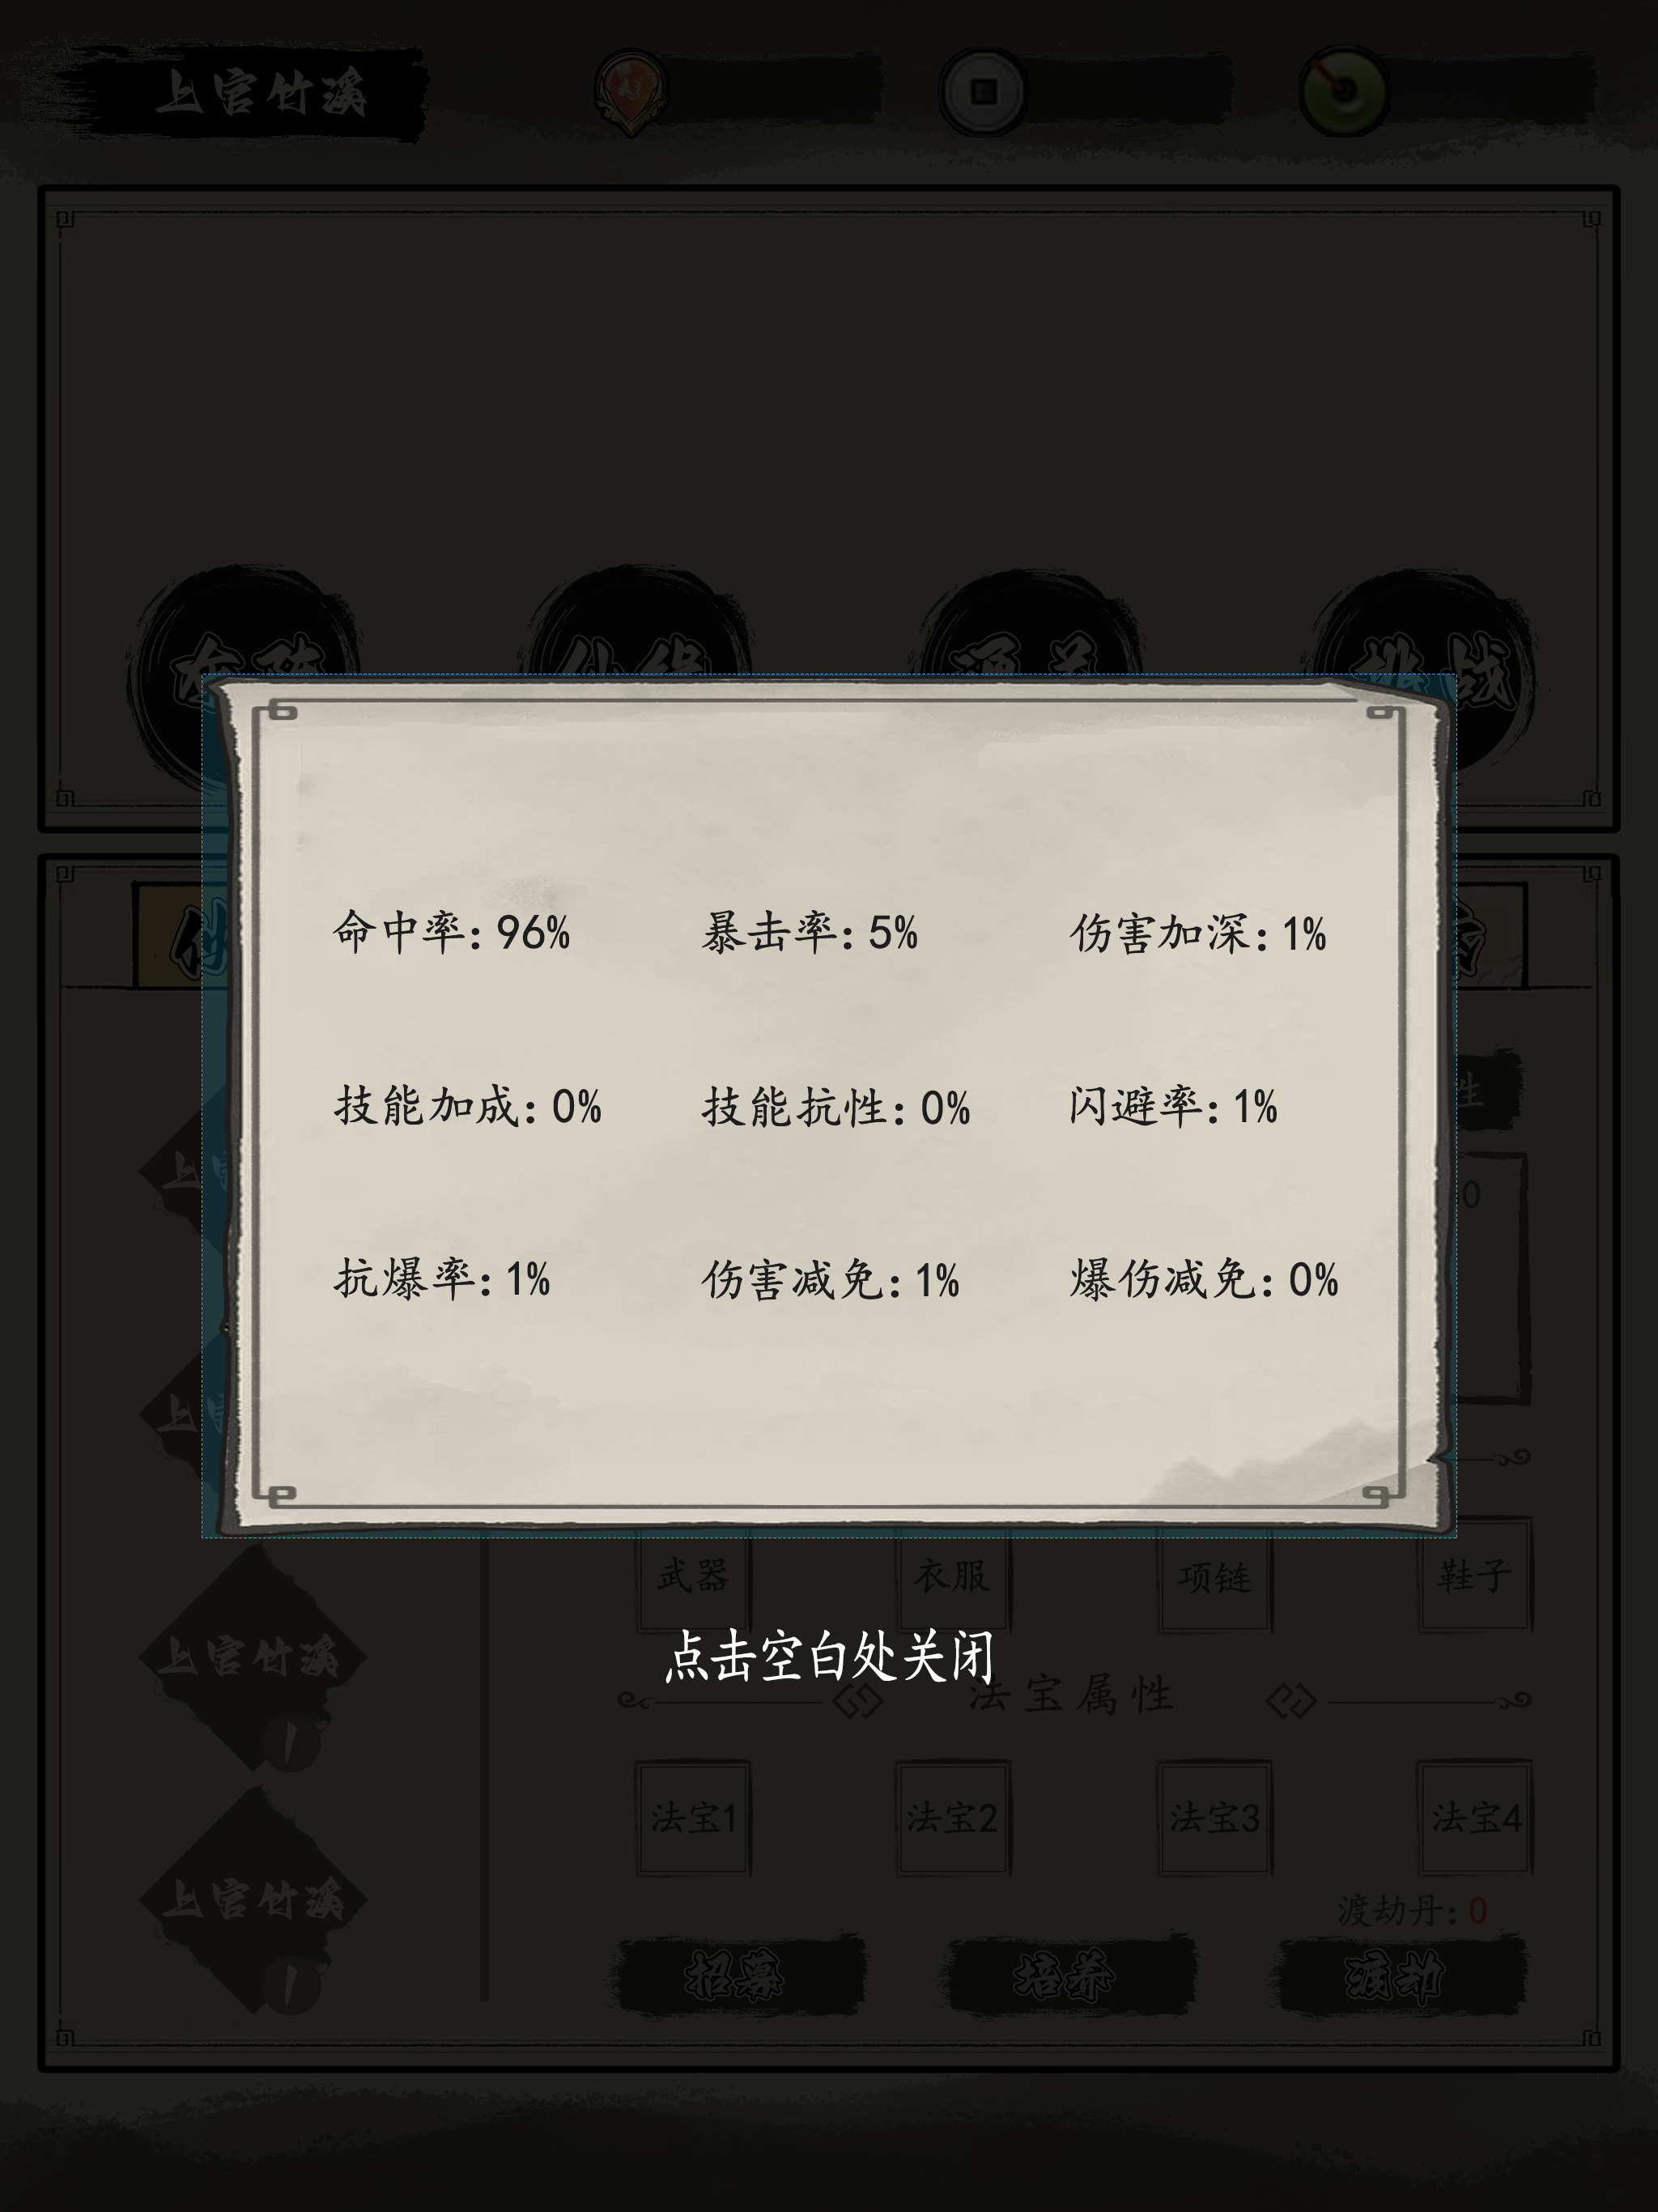 上官竹溪
挑战
命中率: 96% 暴击率: 5% 伤害加深: 1%
技能加成: 0% 技能抗性: 0% 闪避率: 1%
性
0
抗爆率: 1% 伤害减免: 1% 爆伤减免: 0%
武器 衣服 项链 鞋子
上官竹溪
点击空白处关闭
法宝属性
法宝1 法宝2 法宝3 法宝4
上官竹溪
渡劫丹: 0
招募 培养 渡劫